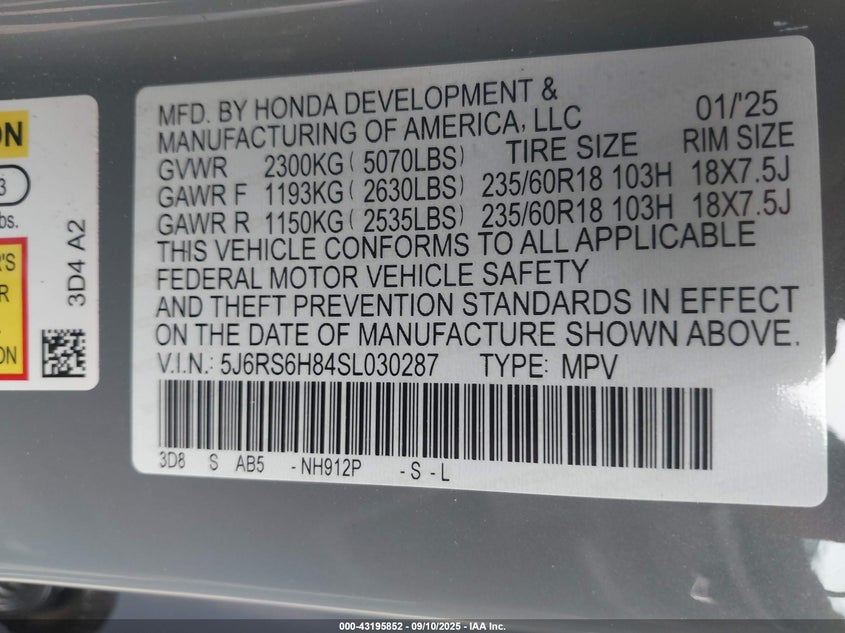 ON
3
bs.
R'S
R
L
ON
3D4 A2
MFD. BY HONDA DEVELOPMENT & MANUFACTURING OF AMERICA, LLC 01/'25
GVWR 2300KG ( 5070LBS) TIRE SIZE RIM SIZE
GAWR F 1193KG ( 2630LBS) 235/60R18 103H 18X7.5J
GAWR R 1150KG ( 2535LBS) 235/60R18 103H 18X7.5J
THIS VEHICLE CONFORMS TO ALL APPLICABLE
FEDERAL MOTOR VEHICLE SAFETY
AND THEFT PREVENTION STANDARDS IN EFFECT
ON THE DATE OF MANUFACTURE SHOWN ABOVE.
V.I.N.: 5J6RS6H84SL030287 TYPE: MPV
3D8 S AB5 -NH912P -S-L
000-43195852 - 09/10/2025 - IAA Inc.